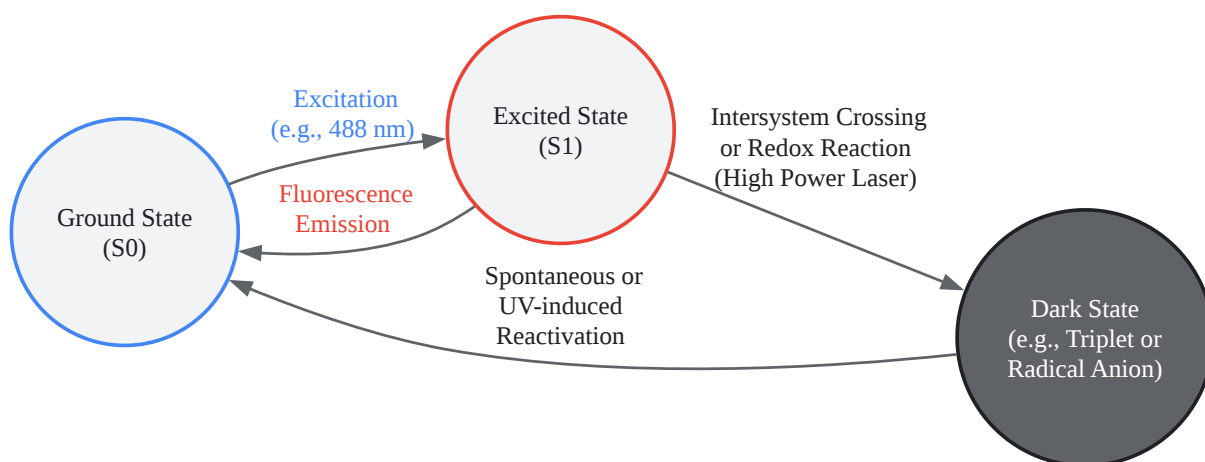 Excitation
(e.g., 488 nm)
Excited State
(S1)
Intersystem Crossing
or Redox Reaction
(High Power Laser)
Fluorescence
Emission
Ground State
(S0)
Spontaneous or
UV-induced
Reactivation
Dark State
(e.g., Triplet or
Radical Anion)